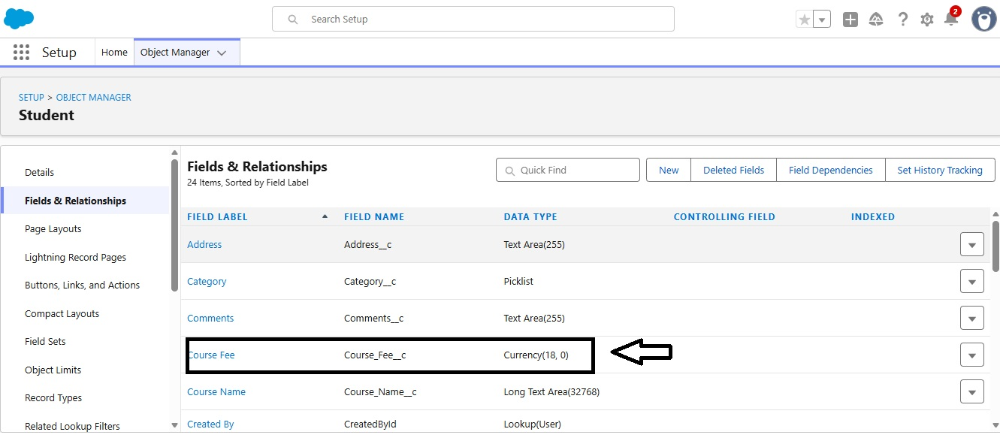 Search Setup
2
Setup
Home
Object Manager
SETUP > OBJECT MANAGER
Student
Details
Fields & Relationships
Page Layouts
Lightning Record Pages
Buttons, Links, and Actions
Compact Layouts
Field Sets
Object Limits
Record Types
Related Lookup Filters
Fields & Relationships
24 Items, Sorted by Field Label
Quick Find
New
Deleted Fields
Field Dependencies
Set History Tracking
FIELD LABEL FIELD NAME DATA TYPE CONTROLLING FIELD INDEXED
Address Address__c Text Area(255)
Category Category__c Picklist
Comments Comments__c Text Area(255)
Course Fee Course_Fee__c Currency(18, 0)
Course Name Course_Name__c Long Text Area(32768)
Created By CreatedById Lookup(User)